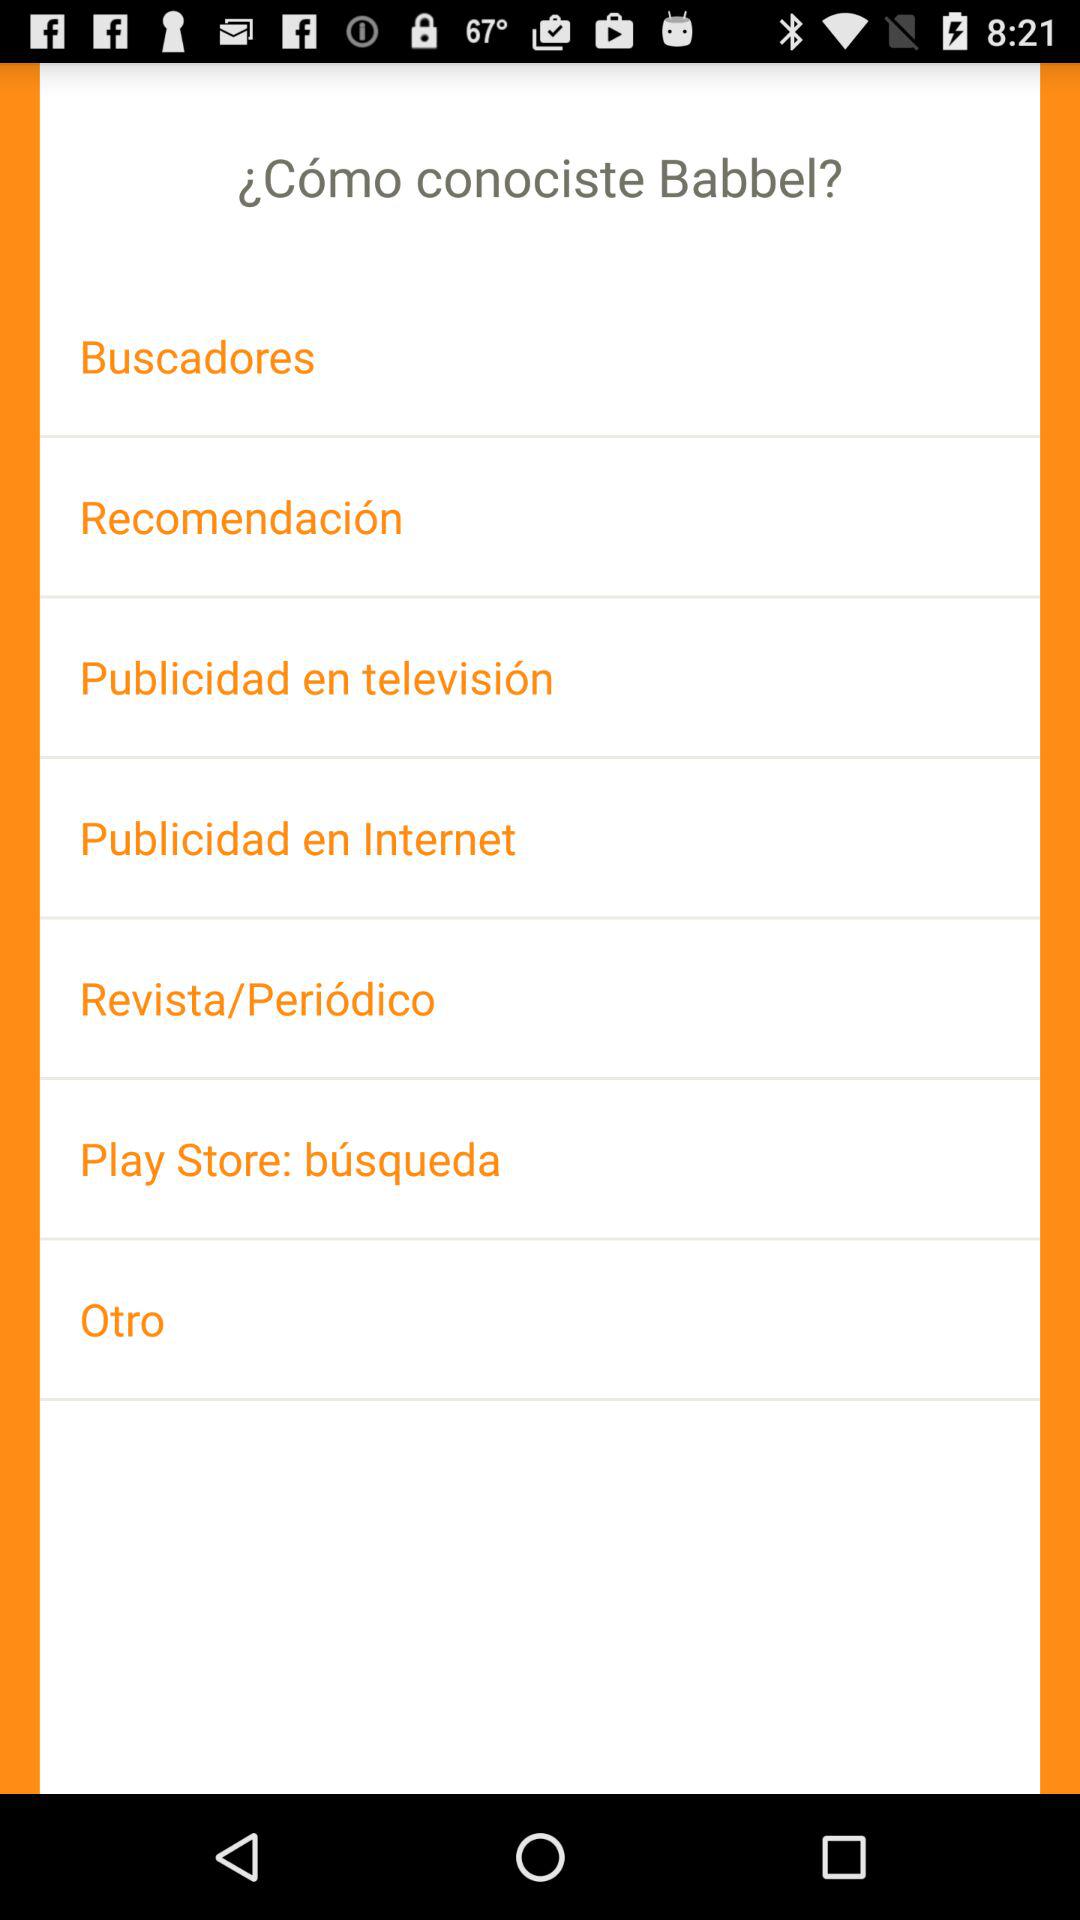 67° 8:21
¿Cómo conociste Babbel?
Buscadores
Recomendación
Publicidad en televisión
Publicidad en Internet
Revista/Periódico
Play Store: búsqueda
Otro